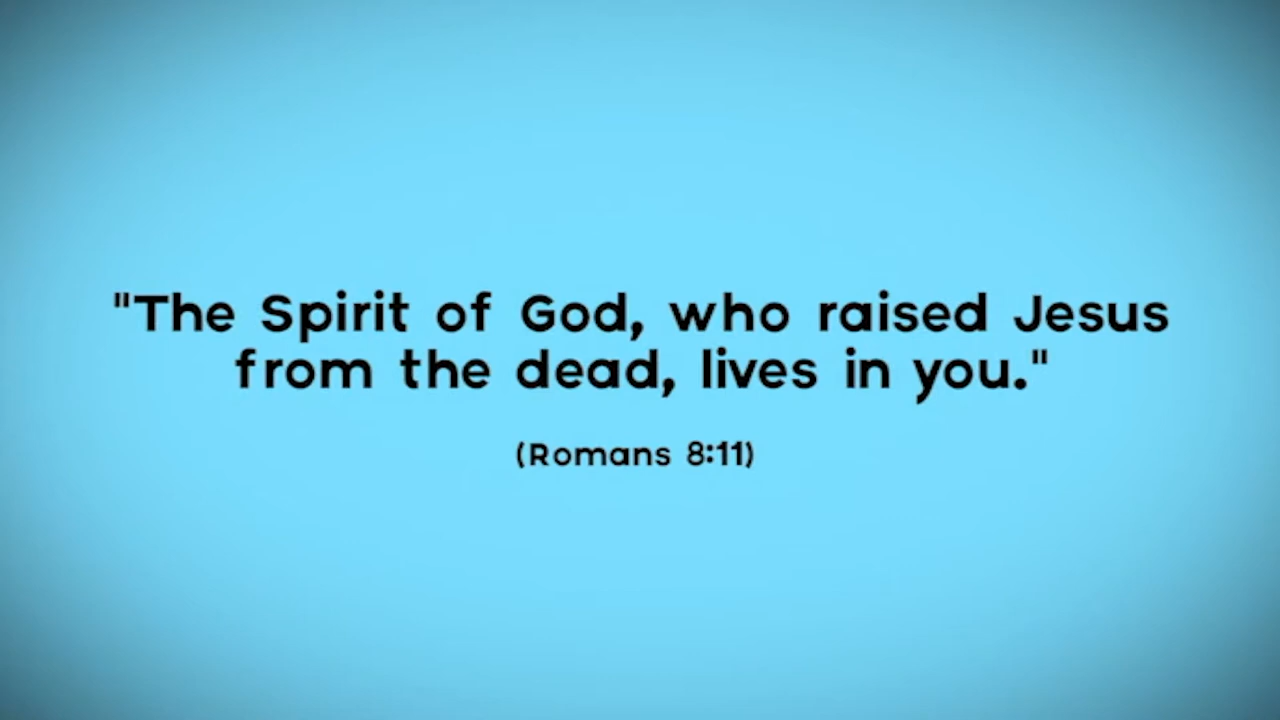 "The Spirit of God, who raised Jesus
from the dead, lives in you."
(Romans 8:11)